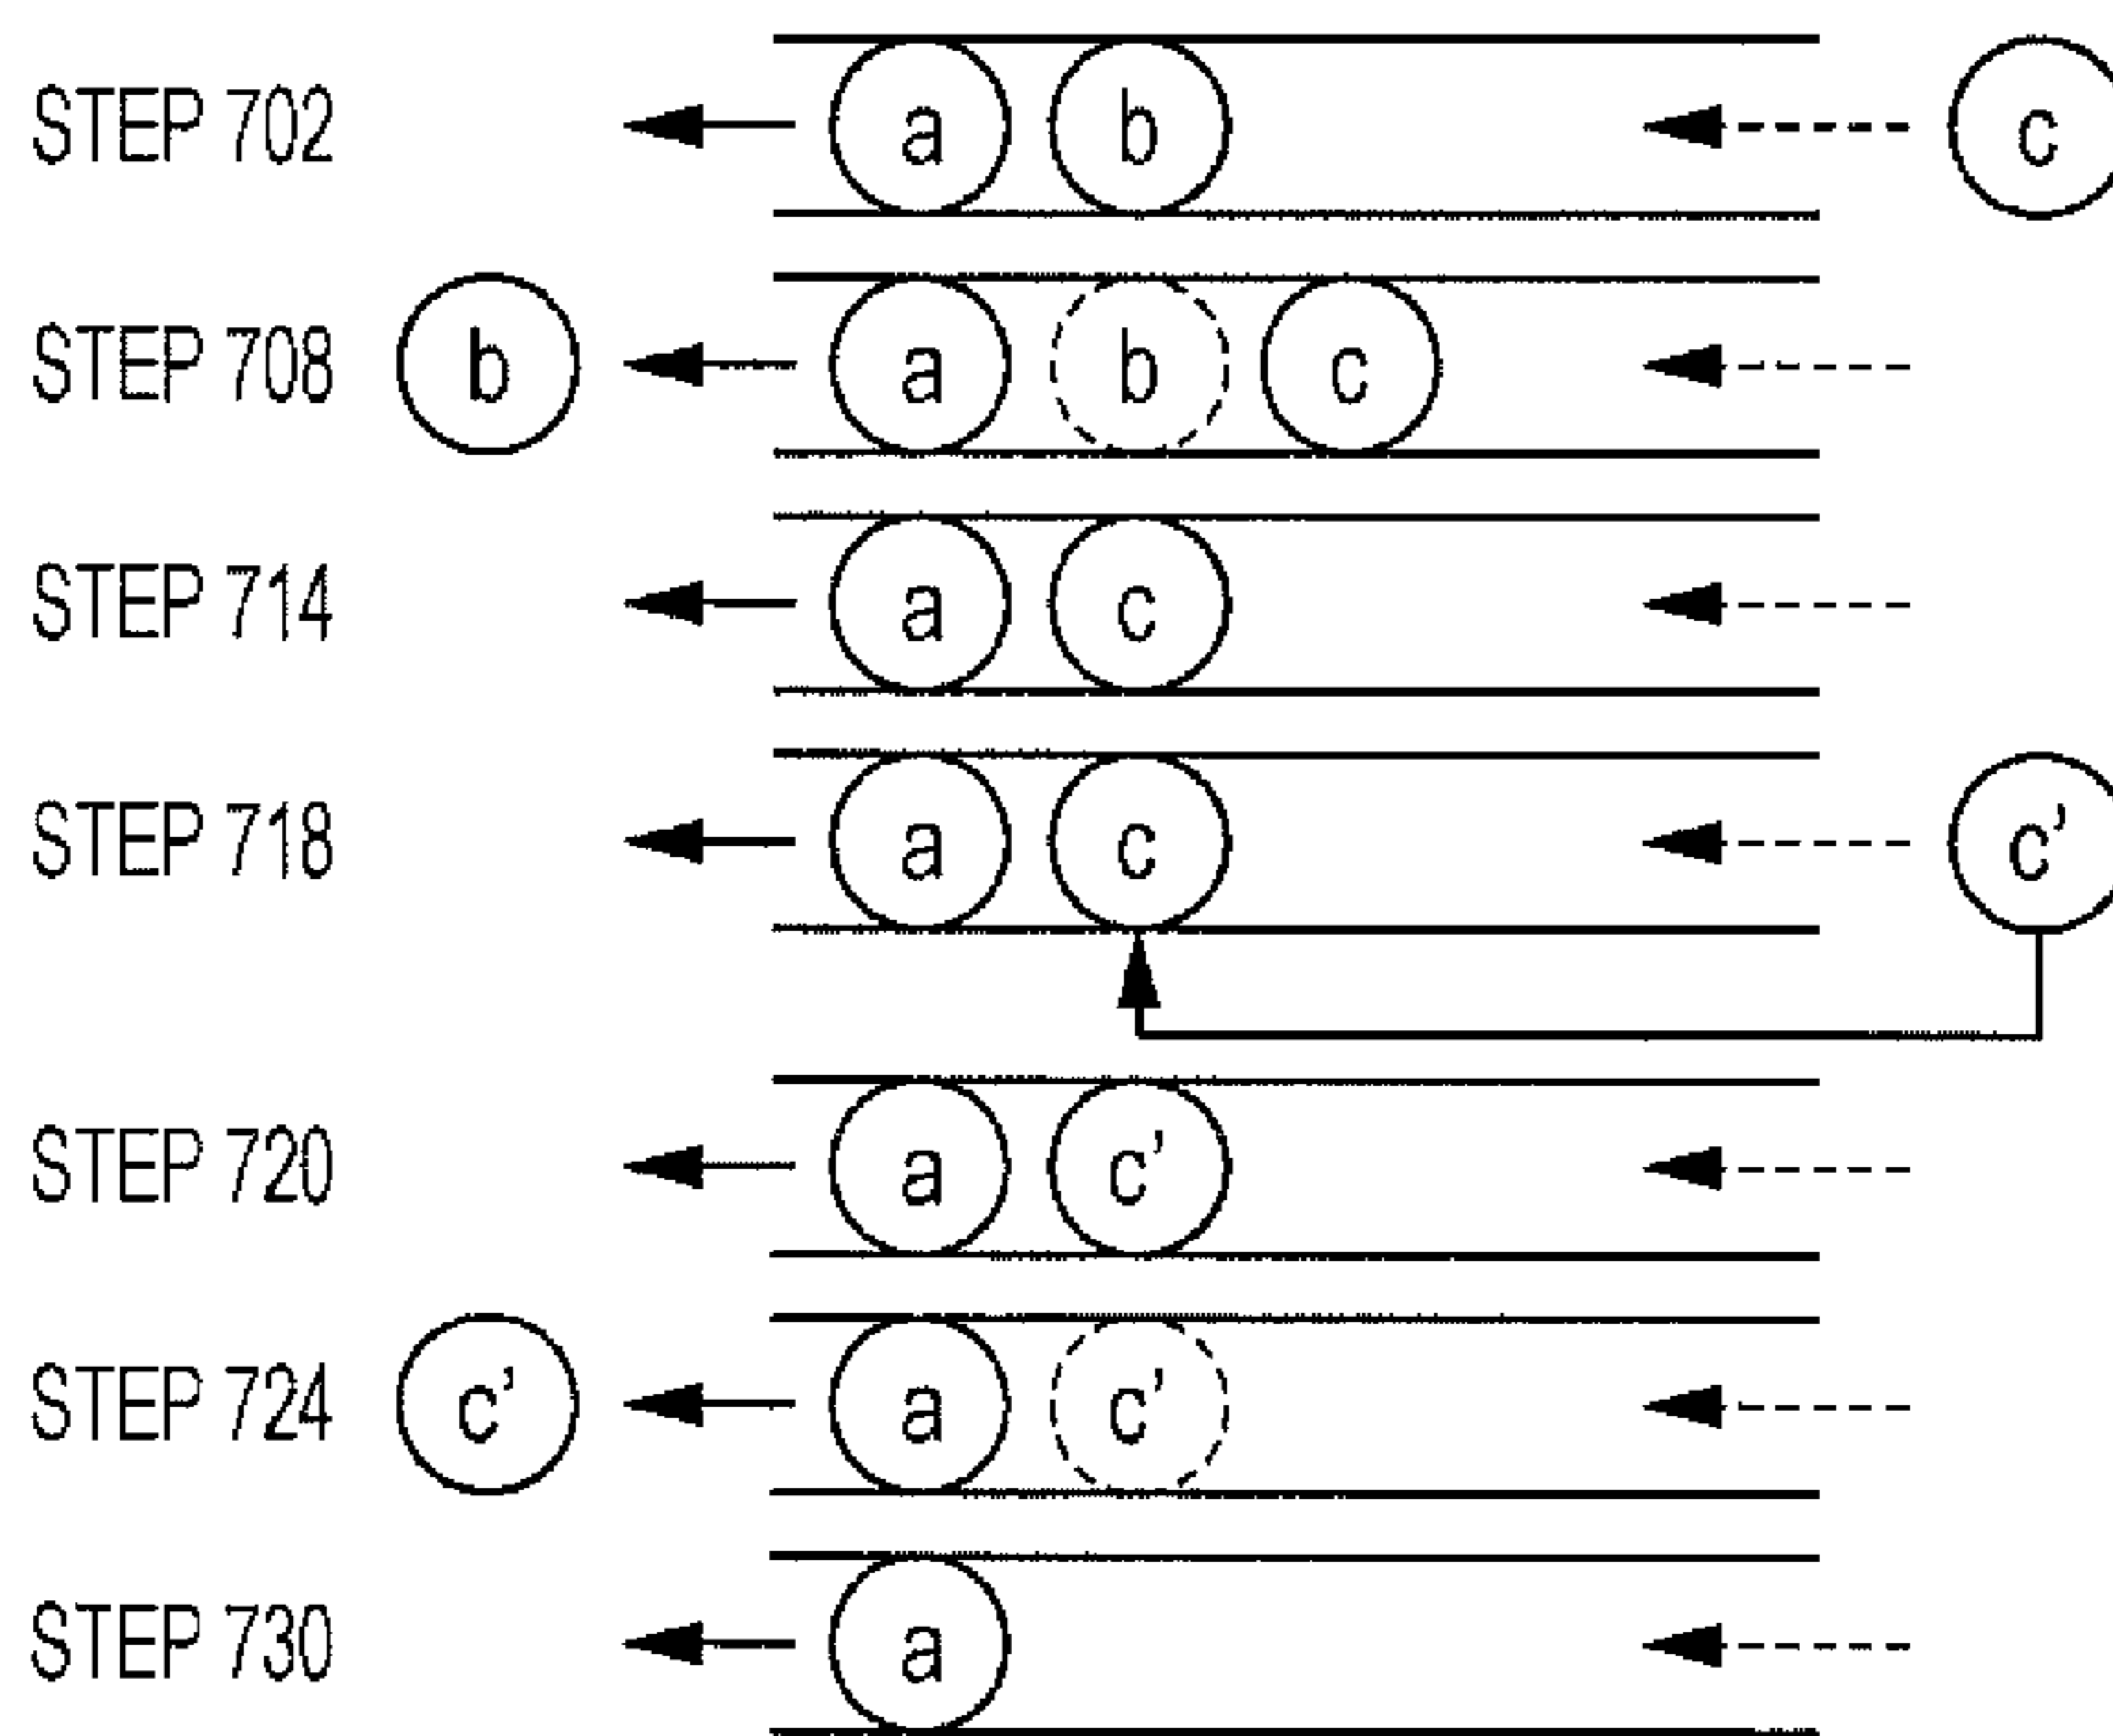 STEP 702 a b c
STEP 708 b a b c
STEP 714 a c
STEP 718 a c c'
STEP 720 a c'
STEP 724 c' a c'
STEP 730 a